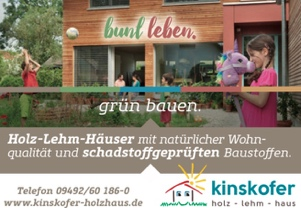 bunt leben.
grün bauen.
Holz-Lehm-Häuser mit natürlicher Wohn-
qualität und schadstoffgeprüften Baustoffen.
Telefon 09492/60 186-0
www.kinskofer-holzhaus.de
kinskofer
holz - lehm - haus